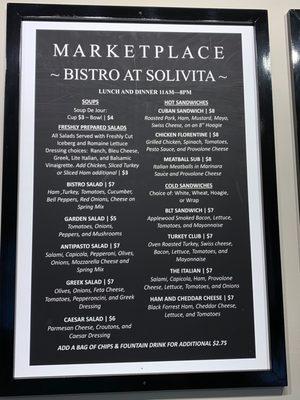 MARKETPLACE
~ BISTRO AT SOLIVITA ~
LUNCH AND DINNER 11AM—8PM
SOUPS
Soup De Jour:
Cup $3 – Bowl | $4
FRESHLY PREPARED SALADS
All Salads Served with Freshly Cut
Iceberg and Romaine Lettuce
Dressing choices: Ranch, Bleu Cheese,
Greek, Lite Italian, and Balsamic
Vinaigrette. Add Chicken, Sliced Turkey
or Sliced Ham additional | $3
BISTRO SALAD | $7
Ham ,Turkey, Tomatoes, Cucumber,
Bell Peppers, Red Onions, Cheese on
Spring Mix
GARDEN SALAD | $5
Tomatoes, Onions,
Peppers, and Mushrooms
ANTIPASTO SALAD | $7
Salami, Capicola, Pepperoni, Olives,
Onions, Mozzarella Cheese and
Spring Mix
GREEK SALAD | $7
Olives, Onions, Feta Cheese,
Tomatoes, Pepperoncini, and Greek
Dressing
CAESAR SALAD | $6
Parmesan Cheese, Croutons, and
Caesar Dressing
HOT SANDWICHES
CUBAN SANDWICH | $8
Roasted Pork, Ham, Mustard, Mayo,
Swiss Cheese, on an 8" Hoagie
CHICKEN FLORENTINE | $8
Grilled Chicken, Spinach, Tomatoes,
Pesto Sauce, and Provolone Cheese
MEATBALL SUB | $8
Italian Meatballs in Marinara
Sauce and Provolone Cheese
COLD SANDWICHES
Choice of: White, Wheat, Hoagie,
or Wrap
BLT SANDWICH | $7
Applewood Smoked Bacon, Lettuce,
Tomatoes, and Mayonnaise
TURKEY CLUB | $7
Oven Roasted Turkey, Swiss cheese,
Bacon, Lettuce, Tomatoes, and
Mayonnaise
THE ITALIAN | $7
Salami, Capicola, Ham, Provolone
Cheese, Lettuce, Tomatoes, and Onions
HAM AND CHEDDAR CHEESE | $7
Black Forrest Ham, Cheddar Cheese,
Lettuce, and Tomatoes
ADD A BAG OF CHIPS & FOUNTAIN DRINK FOR ADDITIONAL $2.75